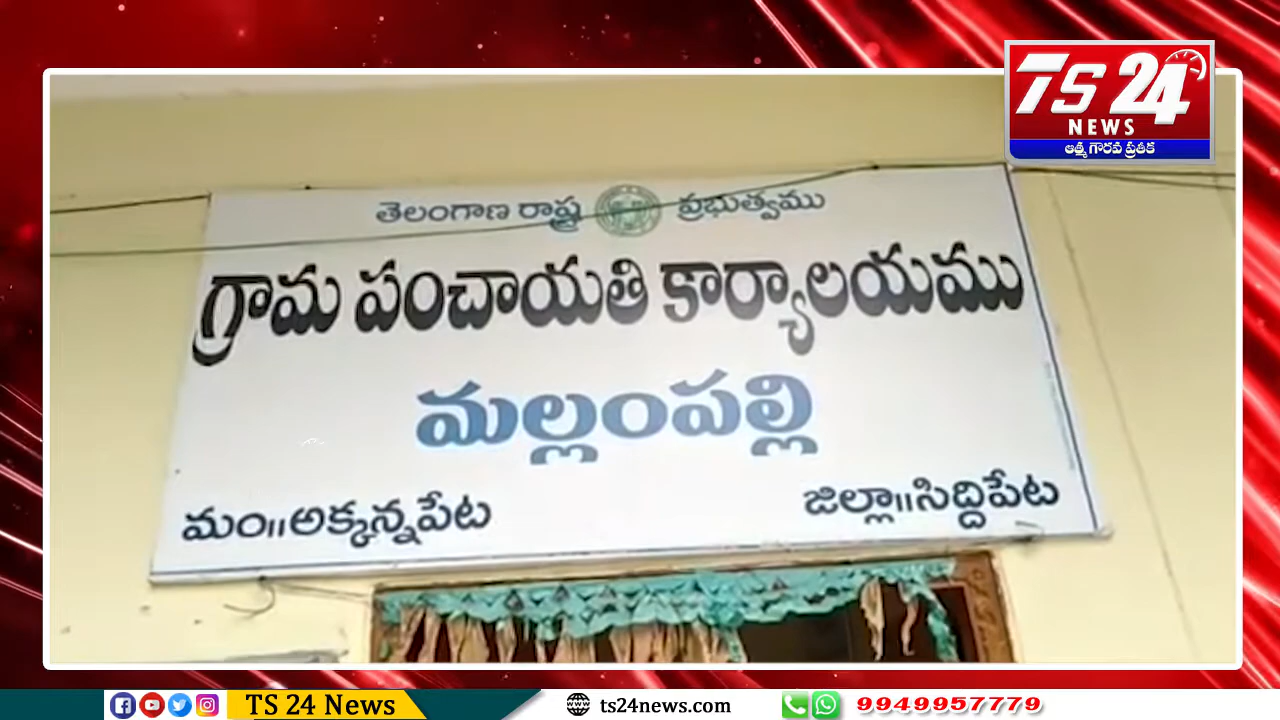 TS 24
NEWS
ఆత్మ గౌరవ ప్రతీక
తెలంగాణ రాష్ట్ర ప్రభుత్వము
గ్రామ పంచాయతి కార్యాలయము
మల్లంపల్లి
మం॥అక్కన్నపేట జిల్లా॥సిద్దిపేట
TS 24 News ts24news.com 9949957779